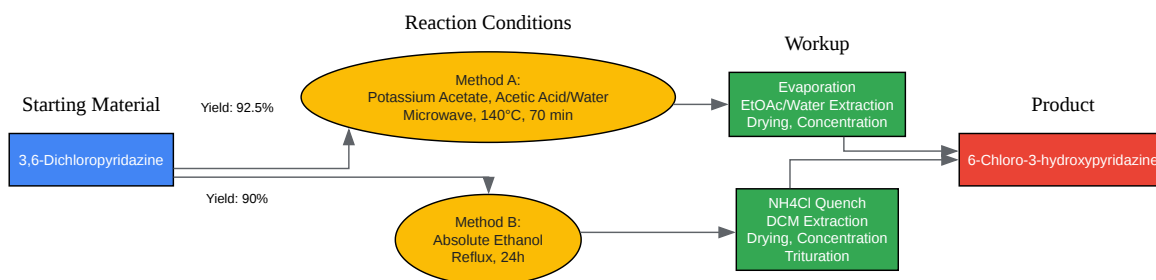 Reaction Conditions
Workup
Starting Material
Product
Yield: 92.5%
Method A:
Potassium Acetate, Acetic Acid/Water
Microwave, 140°C, 70 min
Evaporation
EtOAc/Water Extraction
Drying, Concentration
3,6-Dichloropyridazine
6-Chloro-3-hydroxypyridazine
Yield: 90%
Method B:
Absolute Ethanol
Reflux, 24h
NH4Cl Quench
DCM Extraction
Drying, Concentration
Trituration